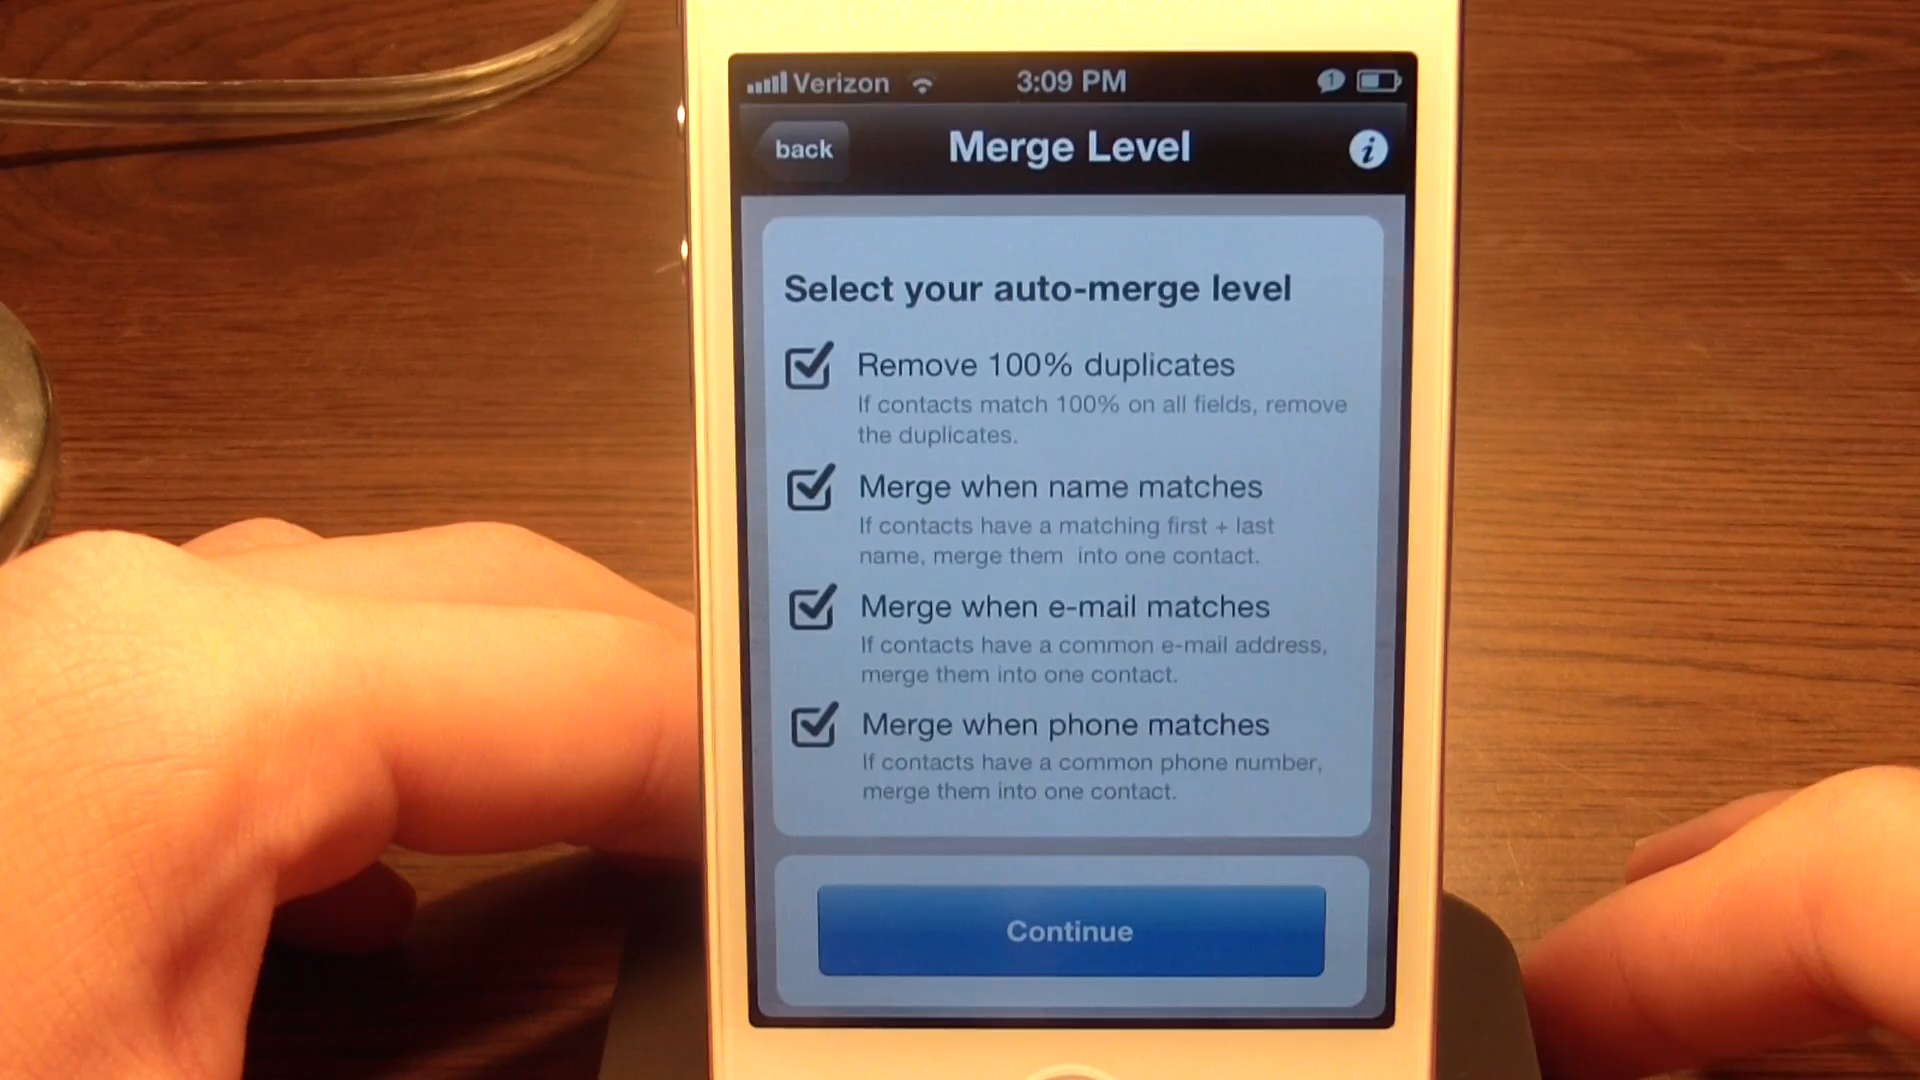 Verizon 3:09 PM 1
back Merge Level i
Select your auto-merge level
Remove 100% duplicates
If contacts match 100% on all fields, remove
the duplicates.
Merge when name matches
If contacts have a matching first + last
name, merge them into one contact.
Merge when e-mail matches
If contacts have a common e-mail address,
merge them into one contact.
Merge when phone matches
If contacts have a common phone number,
merge them into one contact.
Continue